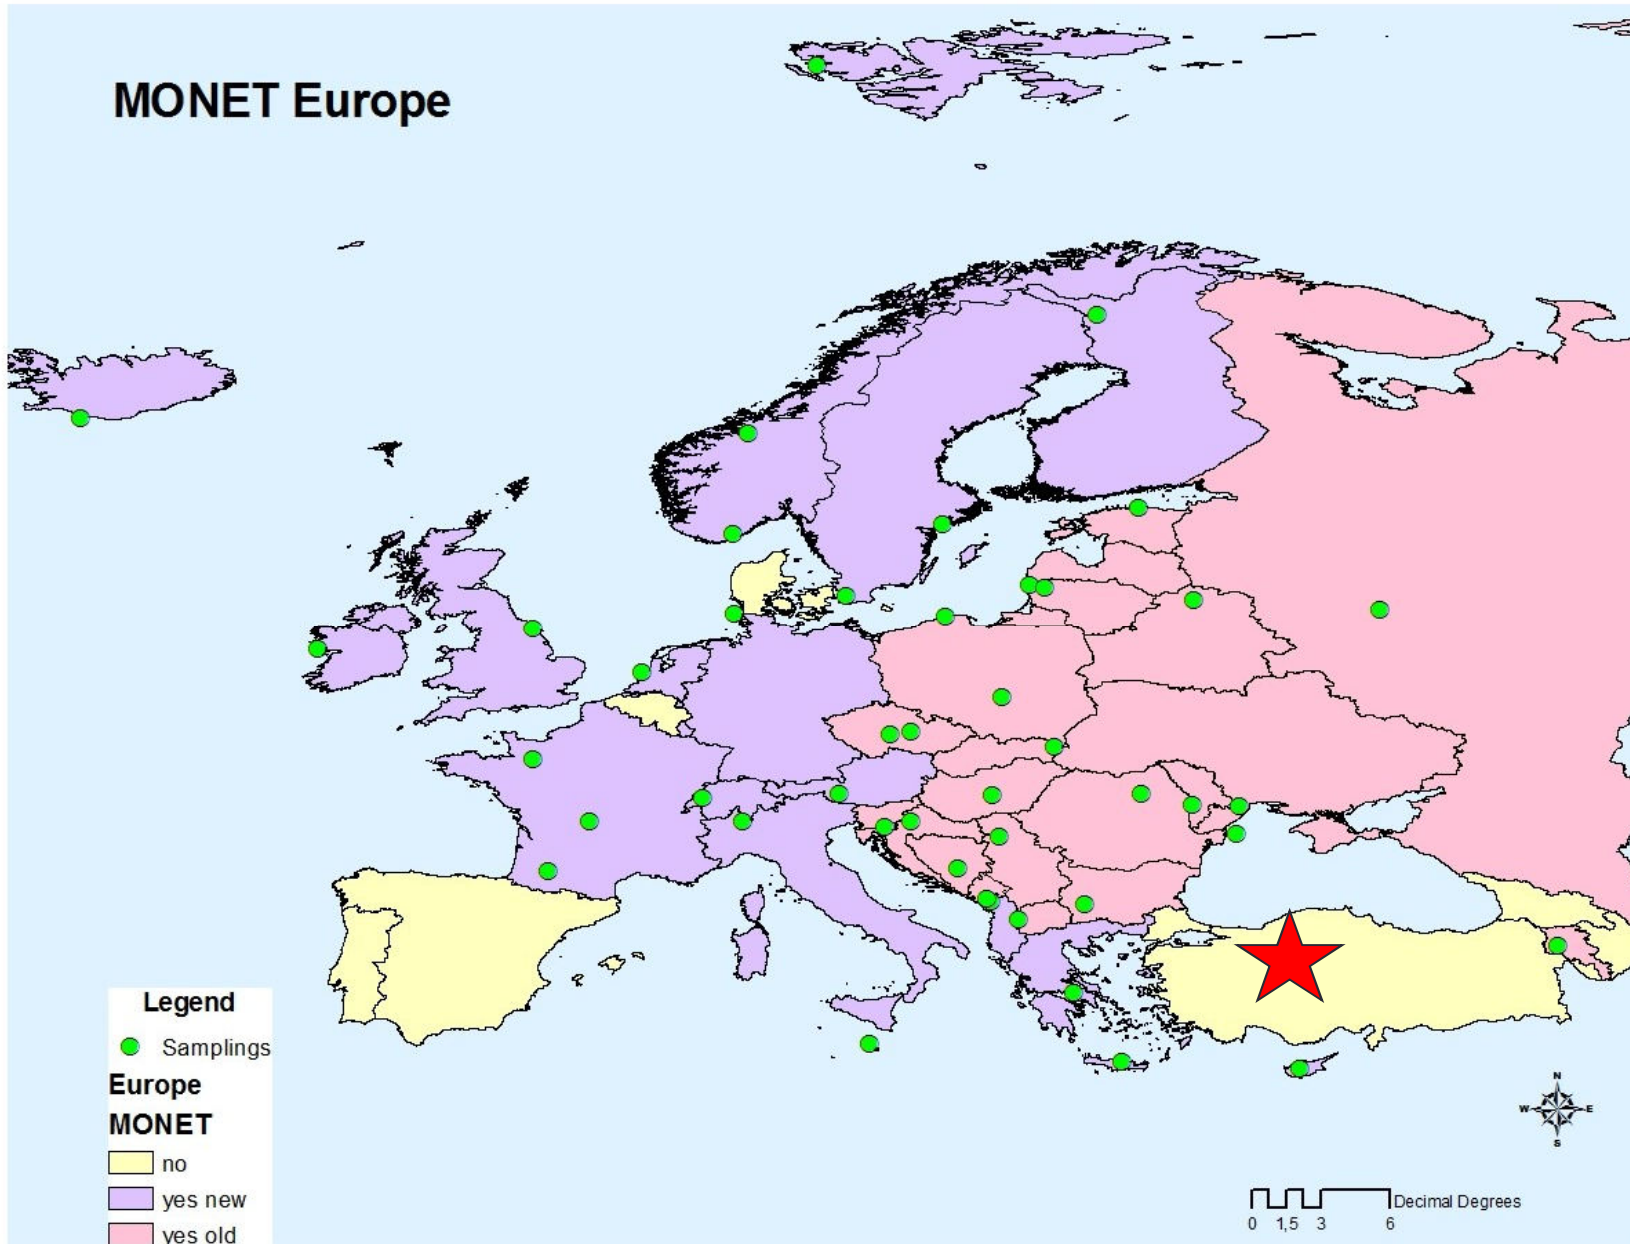 MONET Europe
Legend
Samplings
Europe
MONET
no
yes new
yes old
N
W E
S
Decimal Degrees
0 1,5 3 6